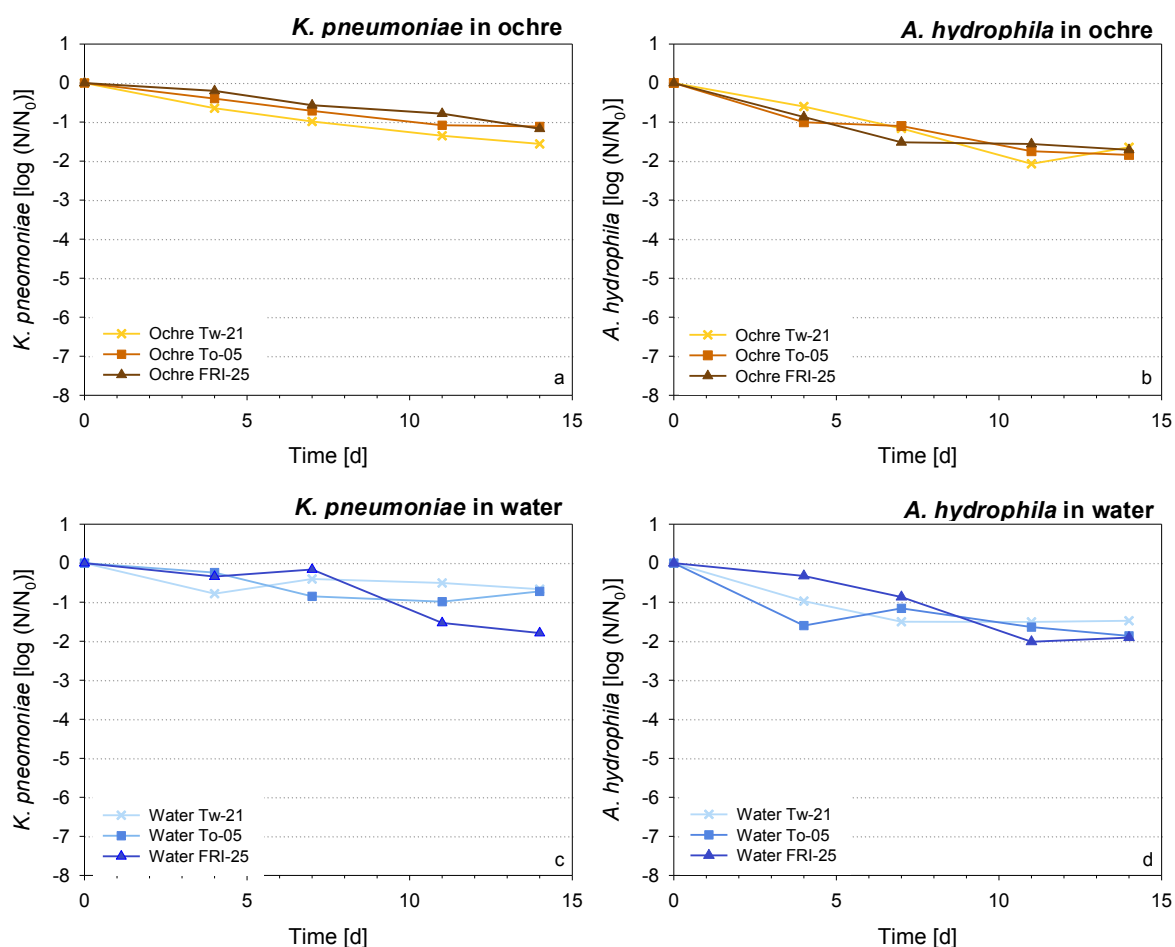 K. pneumoniae in ochre
1
0
-1
-2
-3
-4
-5
-6
-7
-8
K. pneomoniae [log (N/N₀)]
Ochre Tw-21
Ochre To-05
Ochre FRI-25
a
0
5
10
15
Time [d]
A. hydrophila in ochre
1
0
-1
-2
-3
-4
-5
-6
-7
-8
A. hydrophila [log (N/N₀)]
Ochre Tw-21
Ochre To-05
Ochre FRI-25
b
0
5
10
15
Time [d]
K. pneumoniae in water
1
0
-1
-2
-3
-4
-5
-6
-7
-8
K. pneomoniae [log (N/N₀)]
Water Tw-21
Water To-05
Water FRI-25
c
0
5
10
15
Time [d]
A. hydrophila in water
1
0
-1
-2
-3
-4
-5
-6
-7
-8
A. hydrophila [log (N/N₀)]
Water Tw-21
Water To-05
Water FRI-25
d
0
5
10
15
Time [d]